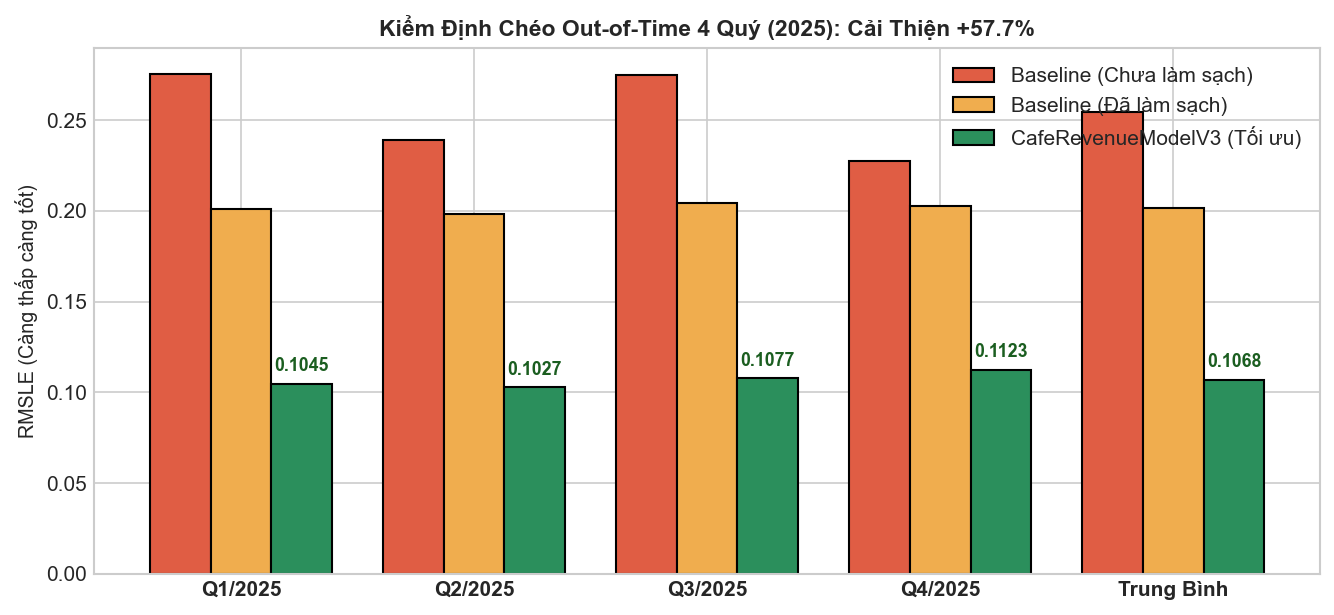 Kiểm Định Chéo Out-of-Time 4 Quý (2025): Cải Thiện +57.7%
Baseline (Chưa làm sạch)
Baseline (Đã làm sạch)
CafeRevenueModelV3 (Tối ưu)
RMSLE (Càng thấp càng tốt)
0.25
0.20
0.15
0.10
0.05
0.00
0.1045
0.1027
0.1077
0.1123
0.1068
Q1/2025
Q2/2025
Q3/2025
Q4/2025
Trung Bình